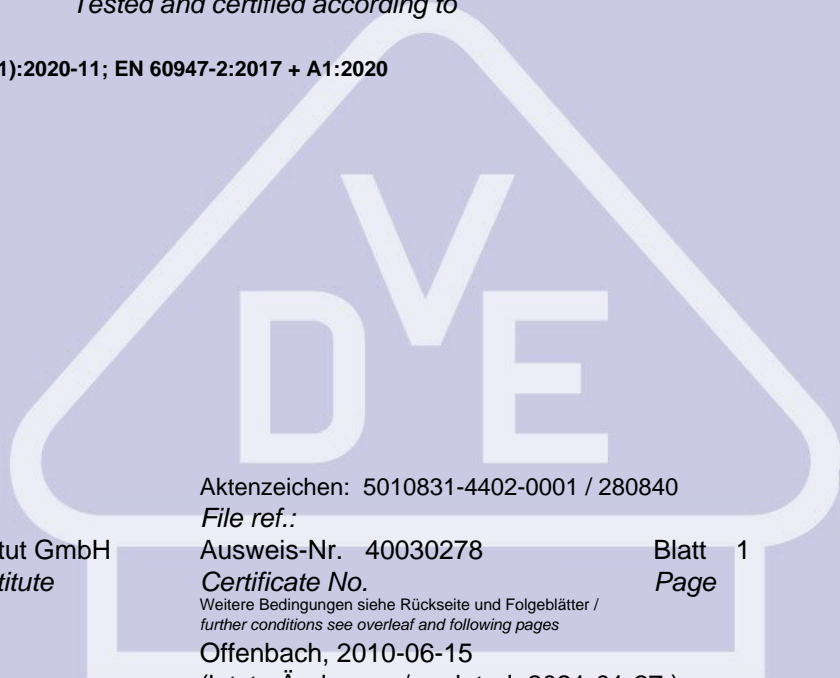 Tested and certified according to
1):2020-11; EN 60947-2:2017 + A1:2020
VDE
Aktenzeichen: 5010831-4402-0001 / 280840
File ref.:
tut GmbH Ausweis-Nr. 40030278 Blatt 1
titute Certificate No. Page
Weitere Bedingungen siehe Rückseite und Folgeblätter /
further conditions see overleaf and following pages
Offenbach, 2010-06-15